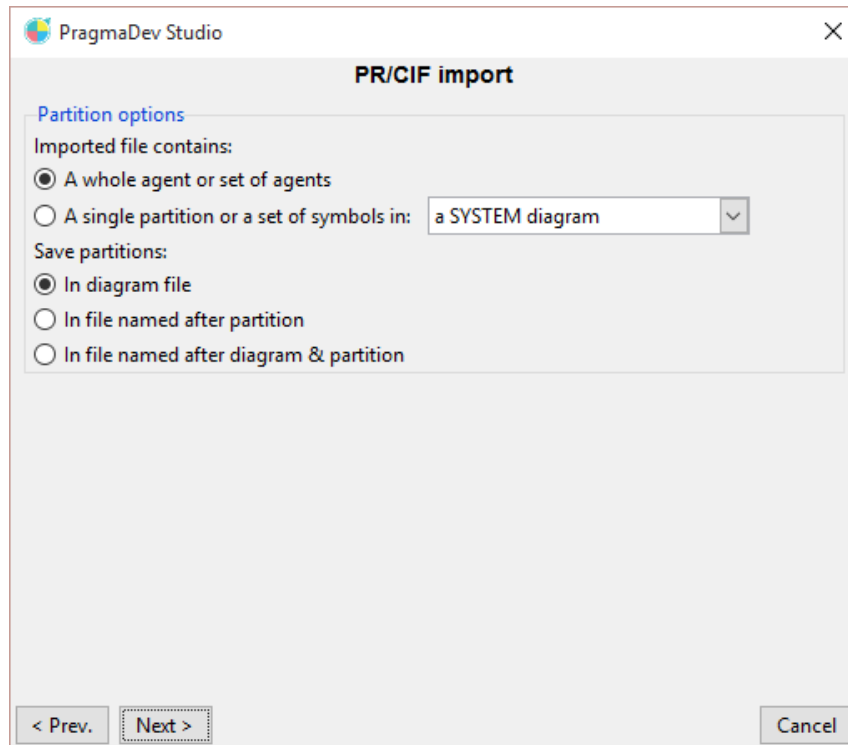 PragmaDev Studio
PR/CIF import
Partition options
Imported file contains:
A whole agent or set of agents
A single partition or a set of symbols in: a SYSTEM diagram
Save partitions:
In diagram file
In file named after partition
In file named after diagram & partition
< Prev. Next > Cancel